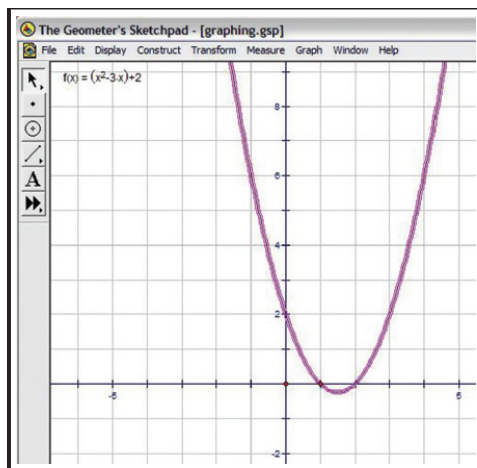 The Geometer's Sketchpad - [graphing.gsp]
File Edit Display Construct Transform Measure Graph Window Help
f(x) = (x²-3·x)+2
A
8
6
4
2
-5
5
-2